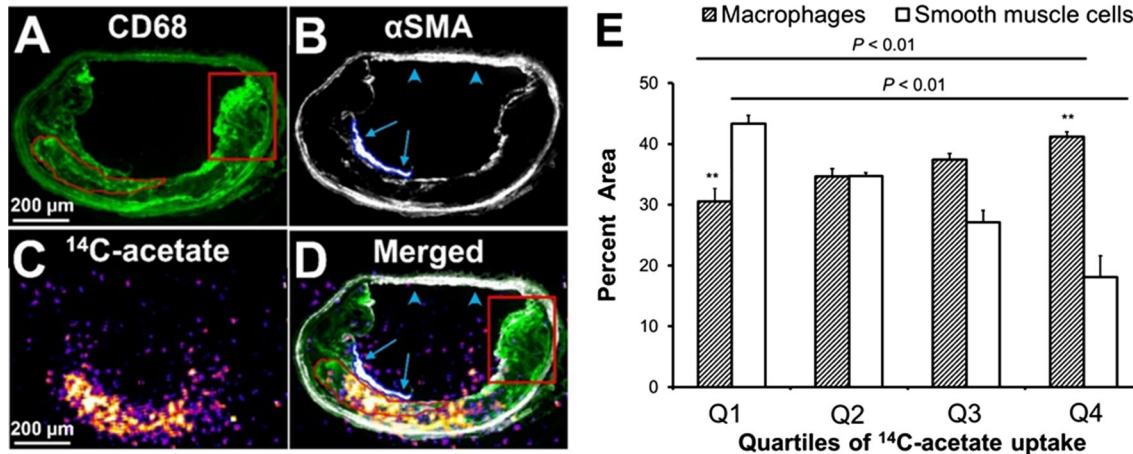 A CD68
200 µm
B αSMA
C ¹⁴C-acetate
200 µm
D Merged
E
Macrophages Smooth muscle cells
P < 0.01
P < 0.01
**
**
Percent Area
50
40
30
20
10
0
Q1 Q2 Q3 Q4
Quartiles of ¹⁴C-acetate uptake